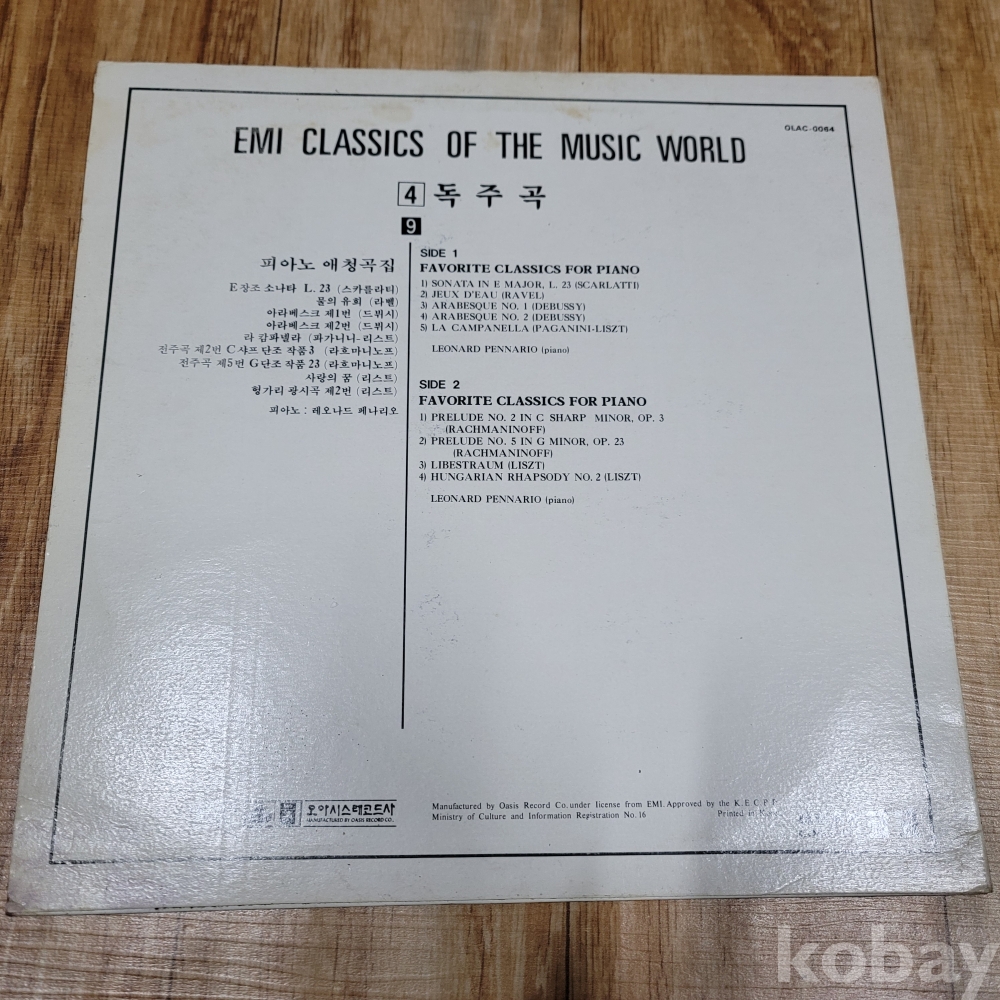 OLAC-0064
EMI CLASSICS OF THE MUSIC WORLD
4 독주곡
9
피아노 애청곡집
E장조 소나타 L. 23 (스카를라티)
물의 유희 (라벨)
아라베스크 제1번 (드뷔시)
아라베스크 제2번 (드뷔시)
라 캄파넬라 (파가니니-리스트)
전주곡 제2번 C샤프 단조 작품3 (라흐마니노프)
전주곡 제5번 G단조 작품 23 (라흐마니노프)
사랑의 꿈 (리스트)
헝가리 광시곡 제2번 (리스트)
피아노 : 레오나드 페나리오
SIDE 1
FAVORITE CLASSICS FOR PIANO
1) SONATA IN E MAJOR, L. 23 (SCARLATTI)
2) JEUX D'EAU (RAVEL)
3) ARABESQUE NO. 1 (DEBUSSY)
4) ARABESQUE NO. 2 (DEBUSSY)
5) LA CAMPANELLA (PAGANINI-LISZT)
LEONARD PENNARIO (piano)
SIDE 2
FAVORITE CLASSICS FOR PIANO
1) PRELUDE NO. 2 IN C SHARP MINOR, OP. 3
(RACHMANINOFF)
2) PRELUDE NO. 5 IN G MINOR, OP. 23
(RACHMANINOFF)
3) LIBESTRAUM (LISZT)
4) HUNGARIAN RHAPSODY NO. 2 (LISZT)
LEONARD PENNARIO (piano)
오아시스레코드사
MANUFACTURED BY OASIS RECORD CO.
Manufactured by Oasis Record Co. under license from EMI. Approved by the K.E.C.P.I
Ministry of Culture and Information Registration No. 16
Printed in
kobay